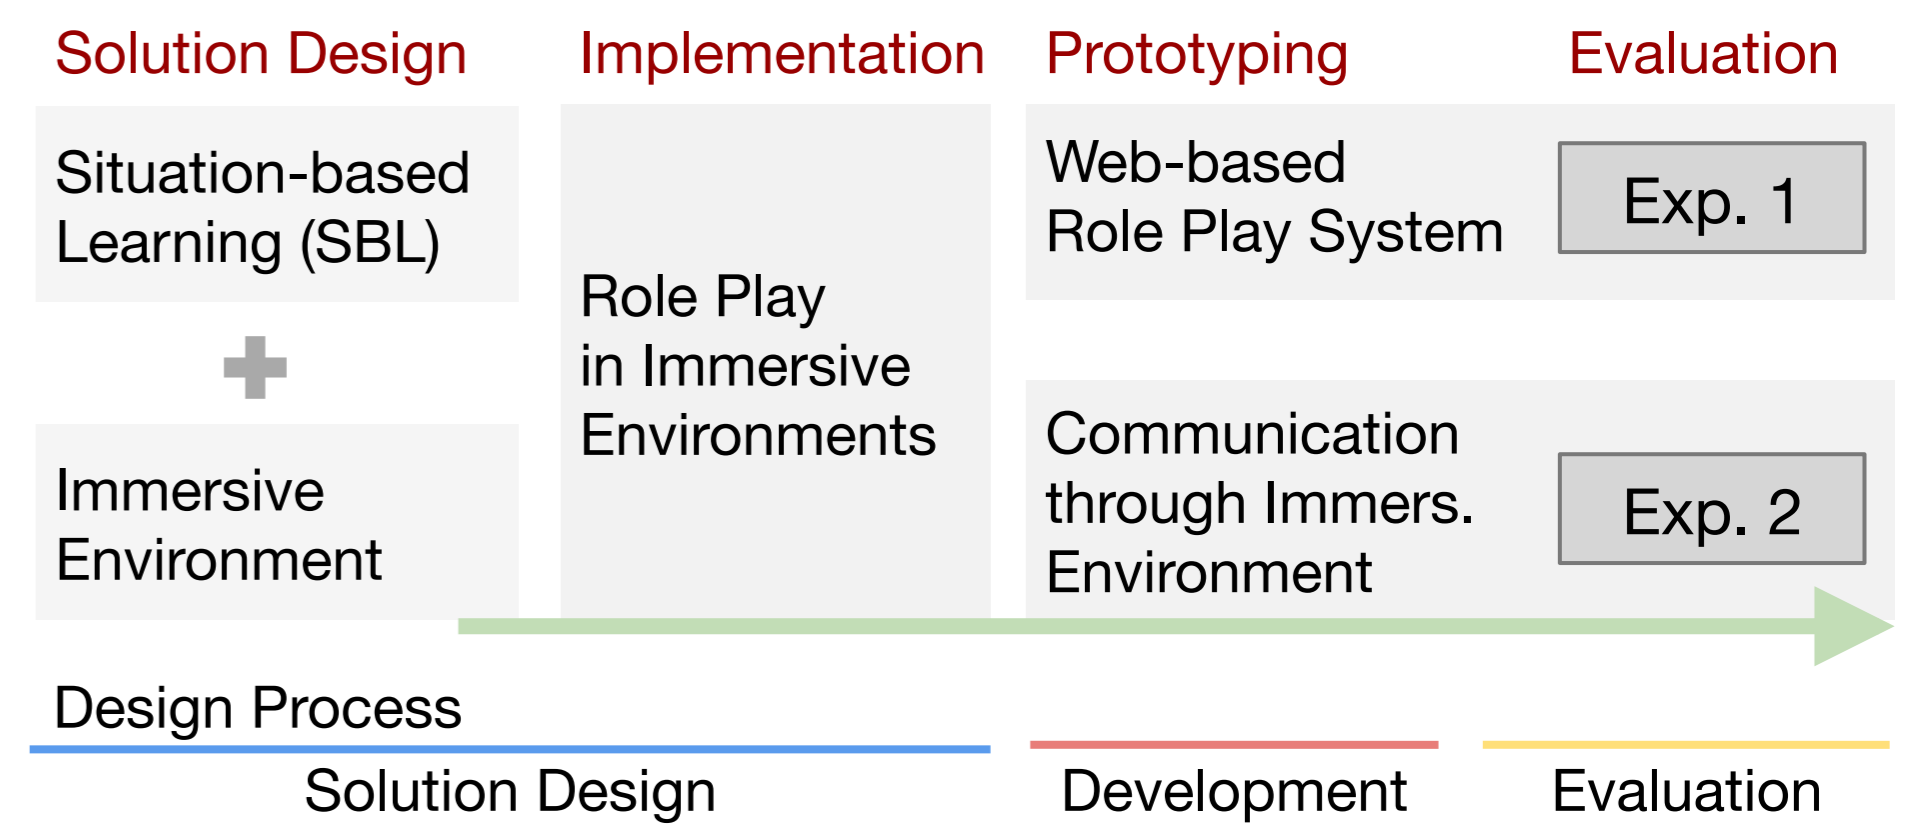 Solution Design
Implementation
Prototyping
Evaluation
Situation-based
Learning (SBL)
Immersive
Environment
Role Play
in Immersive
Environments
Web-based
Role Play System
Exp. 1
Communication
through Immers.
Environment
Exp. 2
Design Process
Solution Design
Development
Evaluation